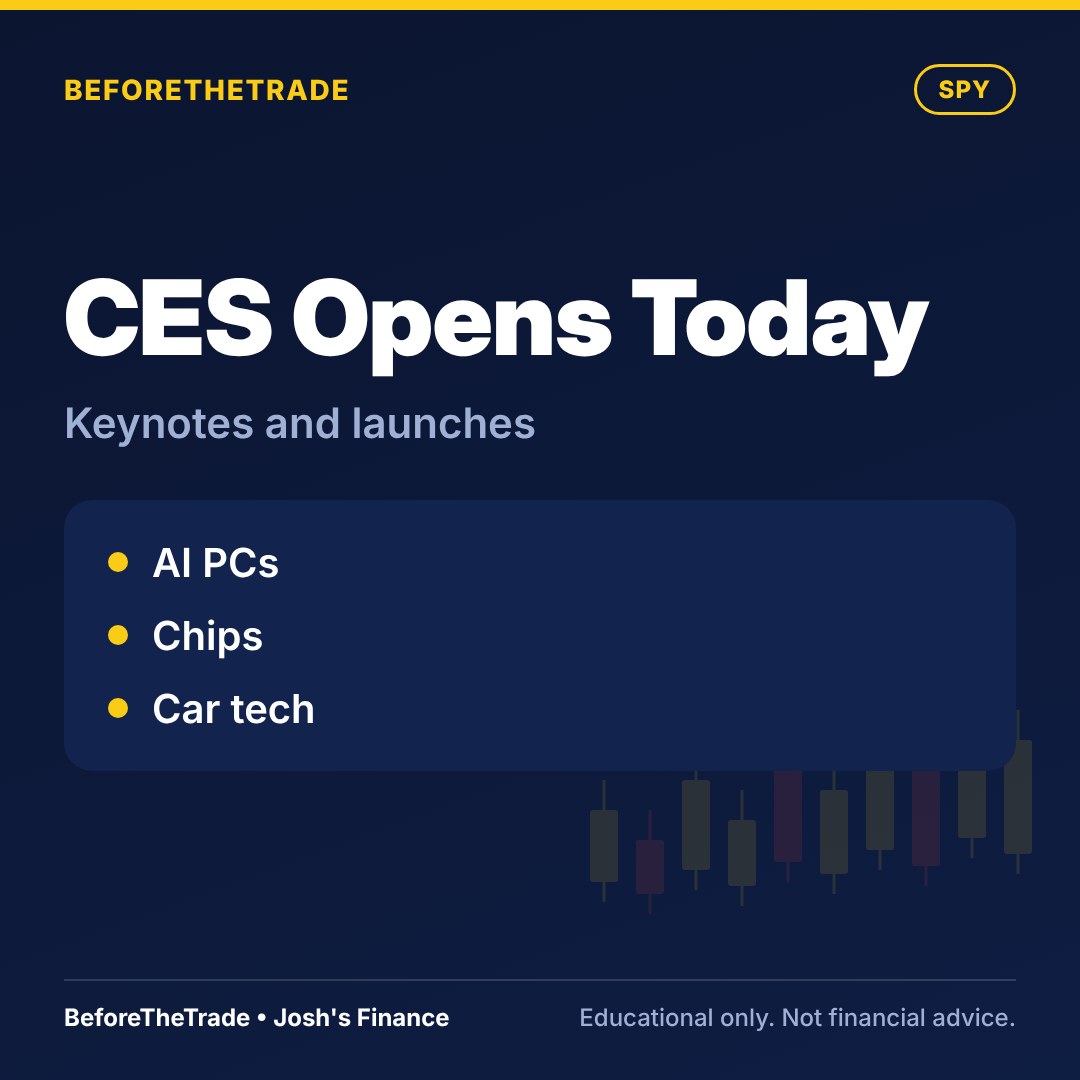 BEFORETHETRADE
SPY
CES Opens Today
Keynotes and launches
AI PCs
Chips
Car tech
BeforeTheTrade • Josh's Finance
Educational only. Not financial advice.